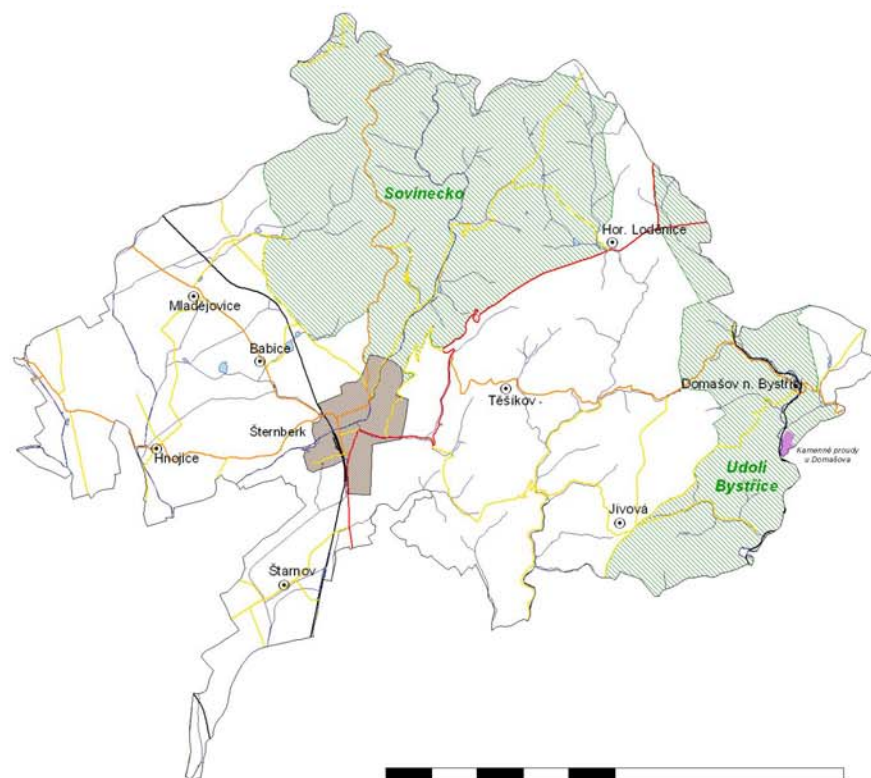 Sovinecko
Hor. Loděnice
Mladějovice
Babice
Domašov n. Bystřicí
Těšíkov
Šternberk
Hnojice
Kamenné proudy
u Domašova
Údolí
Bystřice
Jívová
Štarnov